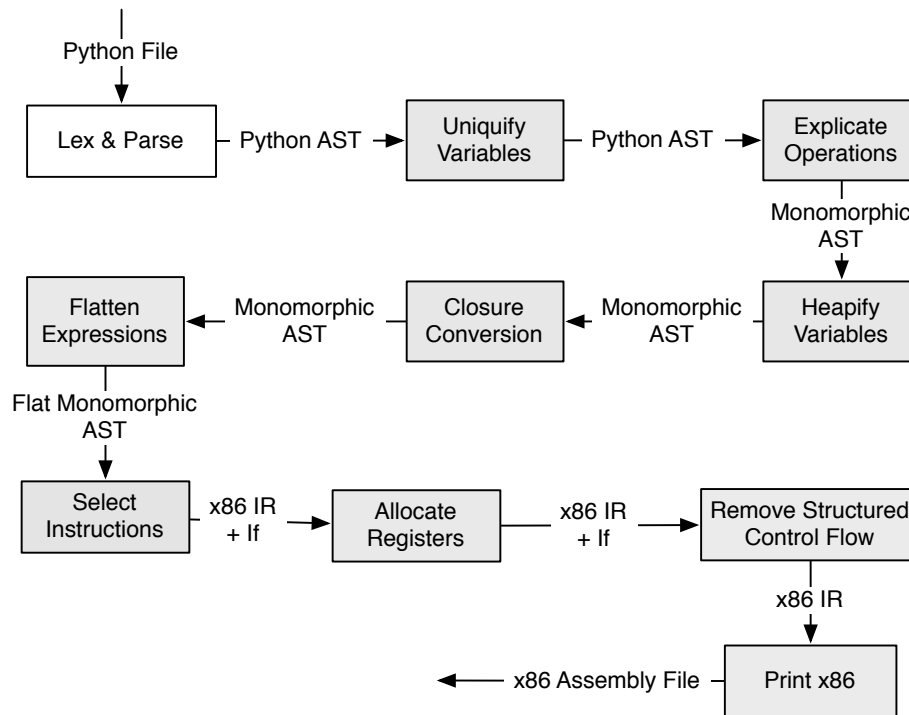 Python File
Lex & Parse
Python AST
Uniquify
Variables
Python AST
Explicate
Operations
Monomorphic
AST
Heapify
Variables
Monomorphic
AST
Closure
Conversion
Monomorphic
AST
Flatten
Expressions
Flat Monomorphic
AST
Select
Instructions
x86 IR
+ If
Allocate
Registers
x86 IR
+ If
Remove Structured
Control Flow
x86 IR
Print x86
x86 Assembly File